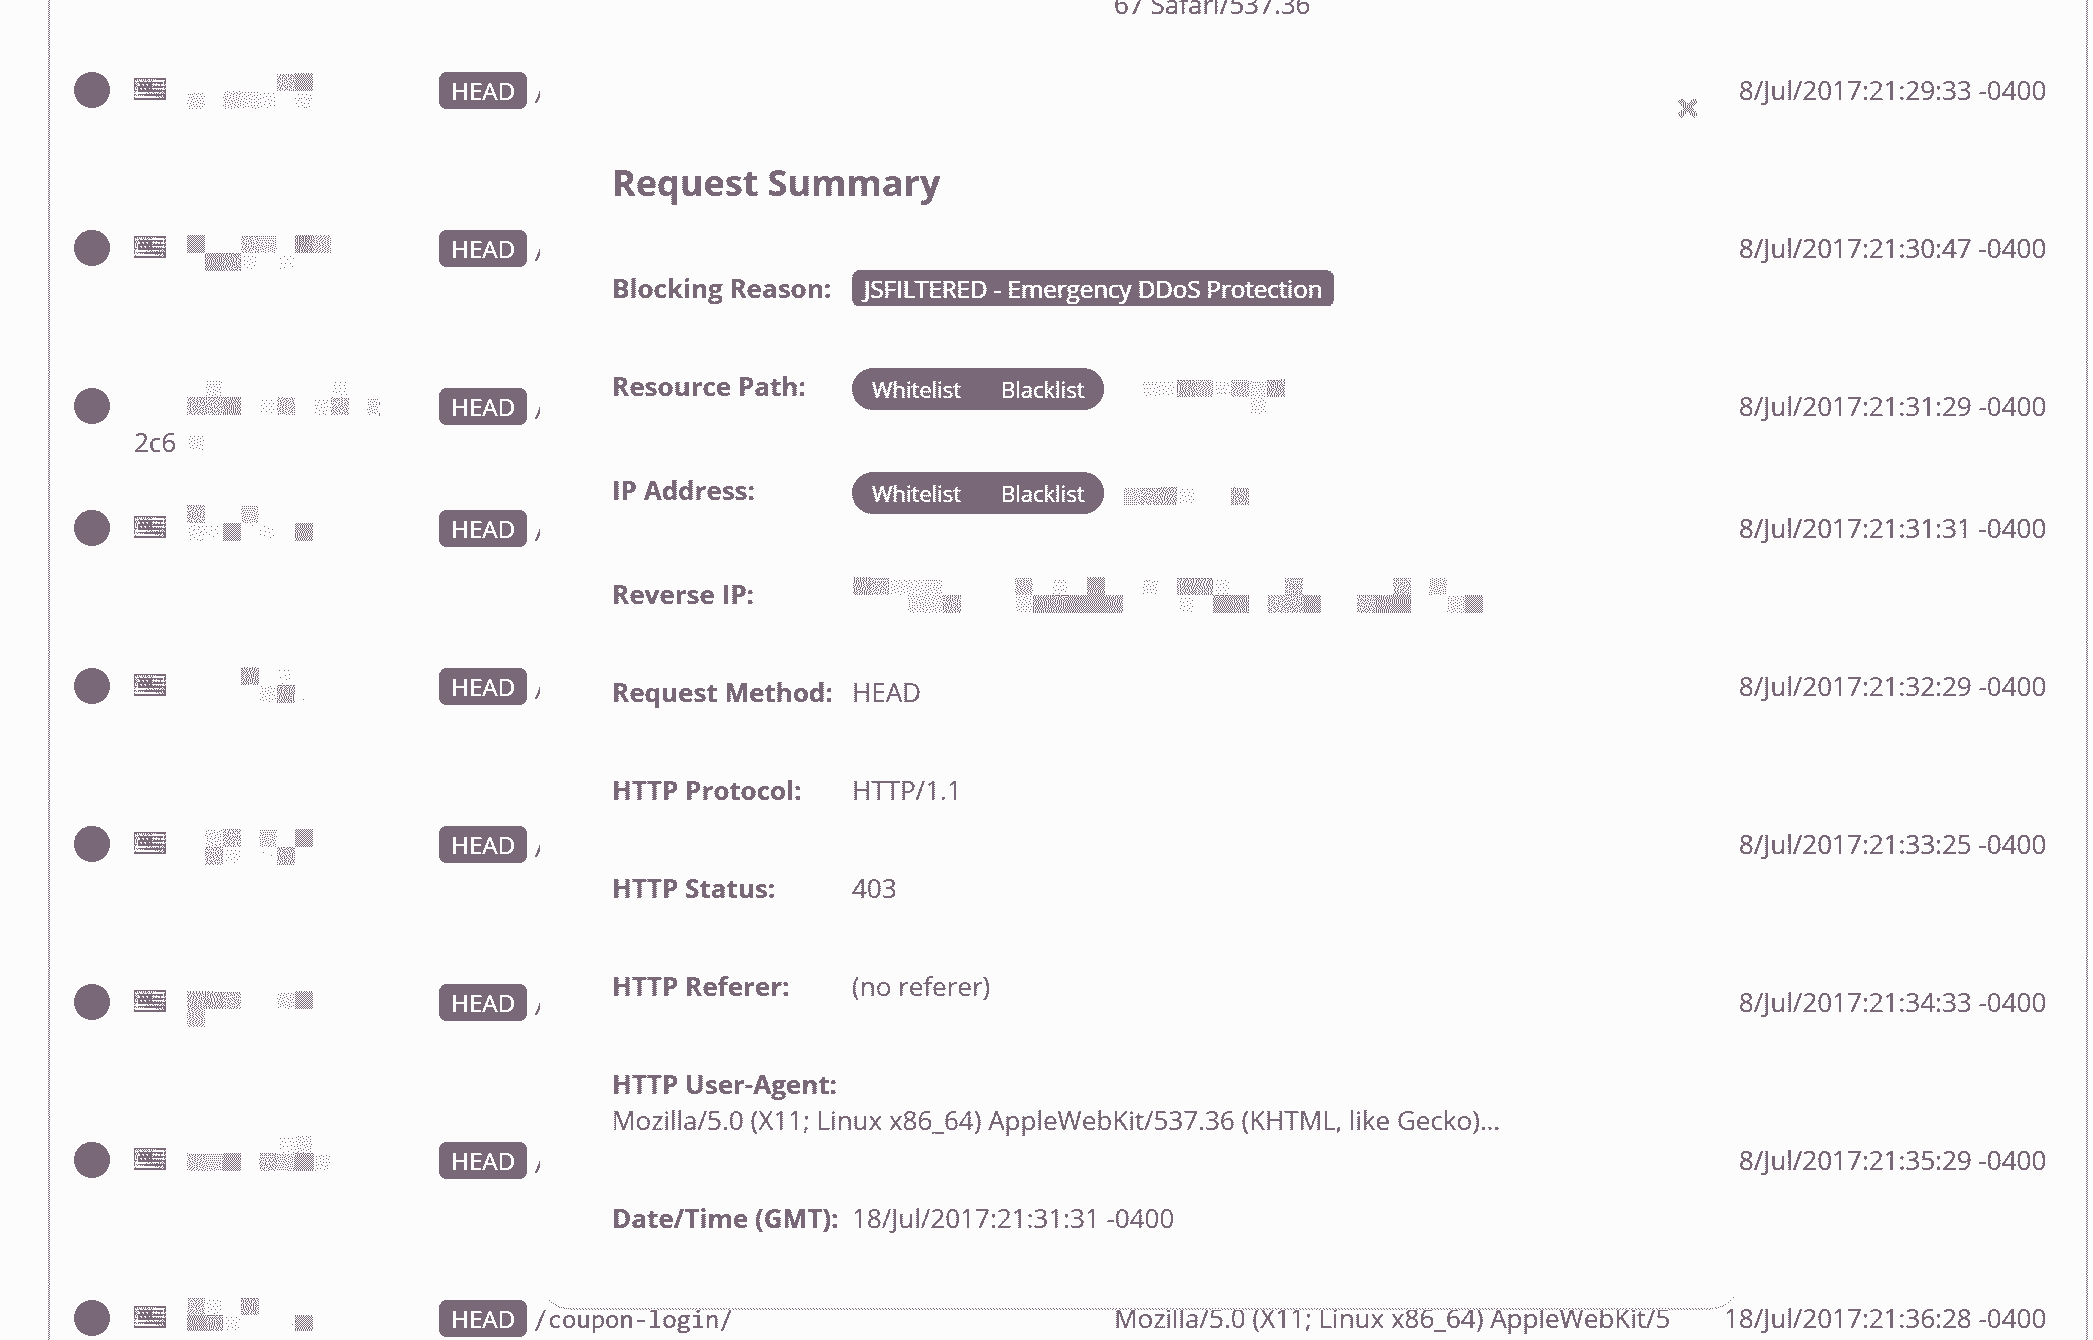 67 Safari/537.36
HEAD /
8/Jul/2017:21:29:33 -0400
Request Summary
HEAD /
8/Jul/2017:21:30:47 -0400
Blocking Reason: JSFILTERED - Emergency DDoS Protection
Resource Path: Whitelist Blacklist
HEAD /
8/Jul/2017:21:31:29 -0400
2c6
IP Address: Whitelist Blacklist
HEAD /
8/Jul/2017:21:31:31 -0400
Reverse IP:
HEAD /
Request Method: HEAD
8/Jul/2017:21:32:29 -0400
HTTP Protocol: HTTP/1.1
HEAD /
8/Jul/2017:21:33:25 -0400
HTTP Status: 403
HTTP Referer: (no referer)
HEAD /
8/Jul/2017:21:34:33 -0400
HTTP User-Agent:
Mozilla/5.0 (X11; Linux x86_64) AppleWebKit/537.36 (KHTML, like Gecko)...
HEAD /
8/Jul/2017:21:35:29 -0400
Date/Time (GMT): 18/Jul/2017:21:31:31 -0400
HEAD /coupon-login/ Mozilla/5.0 (X11; Linux x86_64) AppleWebKit/5 18/Jul/2017:21:36:28 -0400